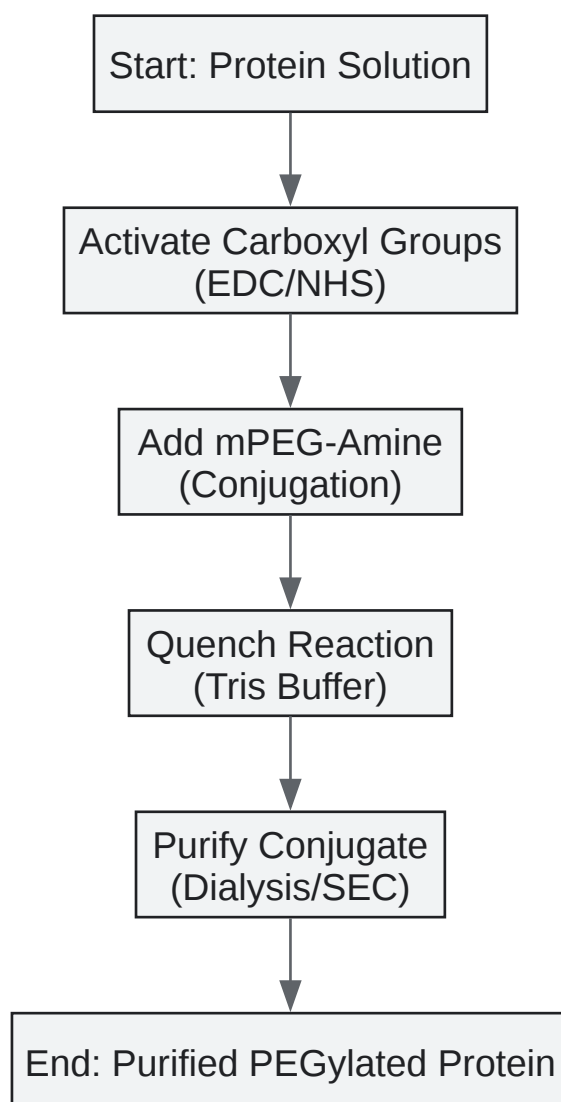 Start: Protein Solution
Activate Carboxyl Groups
(EDC/NHS)
Add mPEG-Amine
(Conjugation)
Quench Reaction
(Tris Buffer)
Purify Conjugate
(Dialysis/SEC)
End: Purified PEGylated Protein